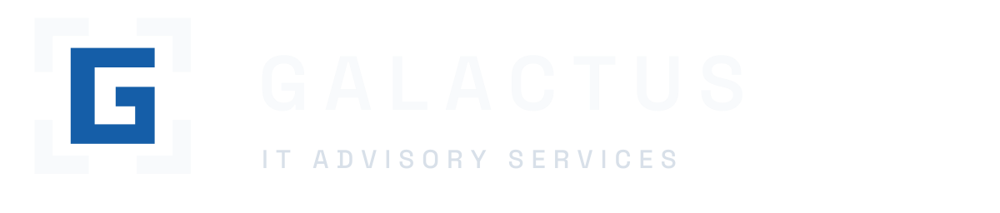 G
GALACTUS
IT ADVISORY SERVICES